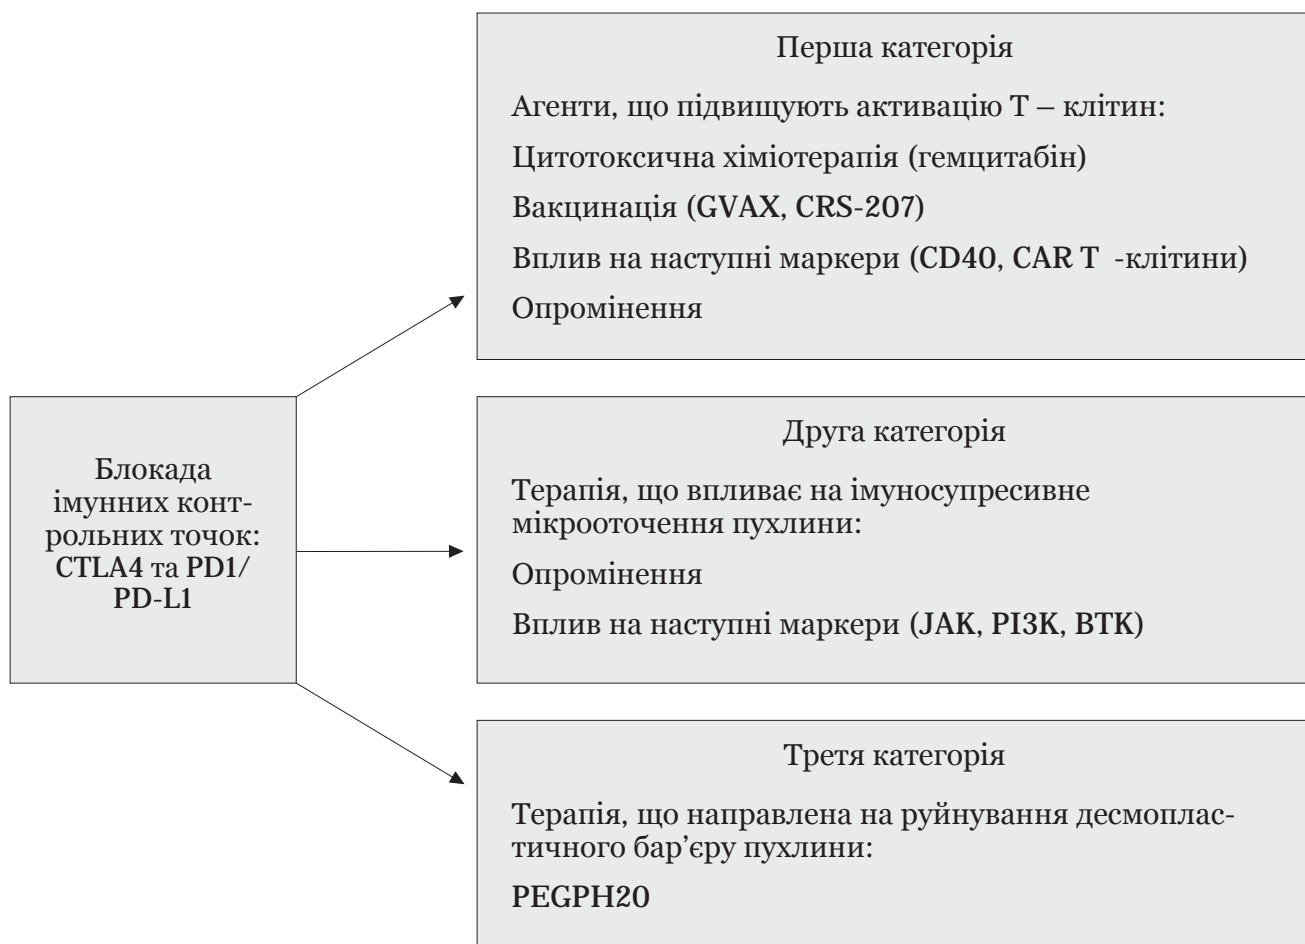 Перша категорія
Агенти, що підвищують активацію Т – клітин:
Цитотоксична хіміотерапія (гемцитабін)
Вакцинація (GVAX, CRS-207)
Вплив на наступні маркери (CD40, CAR T -клітини)
Опромінення
Блокада
імунних конт-
рольних точок:
CTLA4 та PD1/
PD-L1
Друга категорія
Терапія, що впливає на імуносупресивне
мікрооточення пухлини:
Опромінення
Вплив на наступні маркери (JAK, PI3K, BTK)
Третя категорія
Терапія, що направлена на руйнування десмоплас-
тичного бар’єру пухлини:
PEGPH20